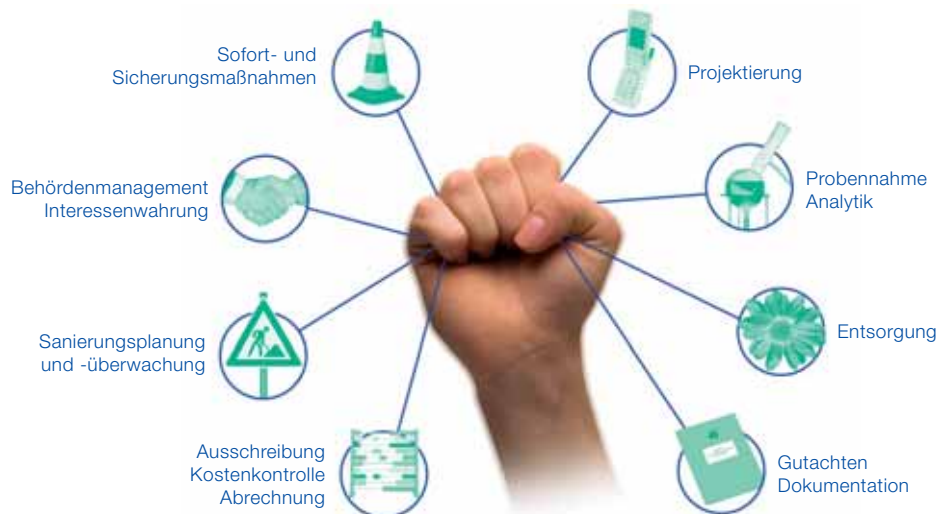 Sofort- und
Sicherungsmaßnahmen
Projektierung
Behördenmanagement
Interessenwahrung
Probennahme
Analytik
Sanierungsplanung
und -überwachung
Entsorgung
Ausschreibung
Kostenkontrolle
Abrechnung
Gutachten
Dokumentation